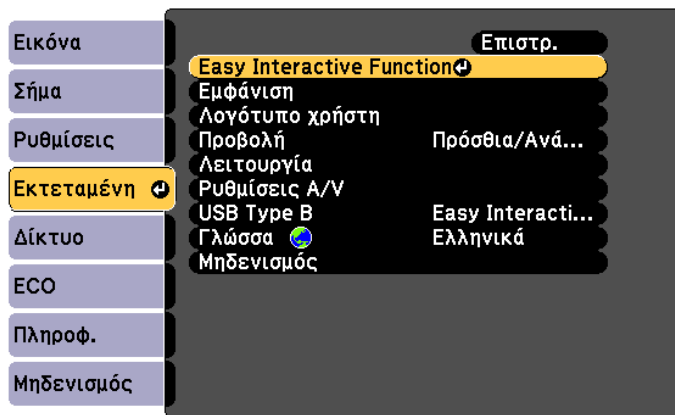 Εικόνα
Σήμα
Ρυθμίσεις
Εκτεταμένη
Δίκτυο
ECO
Πληροφ.
Μηδενισμός
Επιστρ.
Easy Interactive Function
Εμφάνιση
Λογότυπο χρήστη
Προβολή Πρόσθια/Ανά...
Λειτουργία
Ρυθμίσεις A/V
USB Type B Easy Interacti...
Γλώσσα Ελληνικά
Μηδενισμός